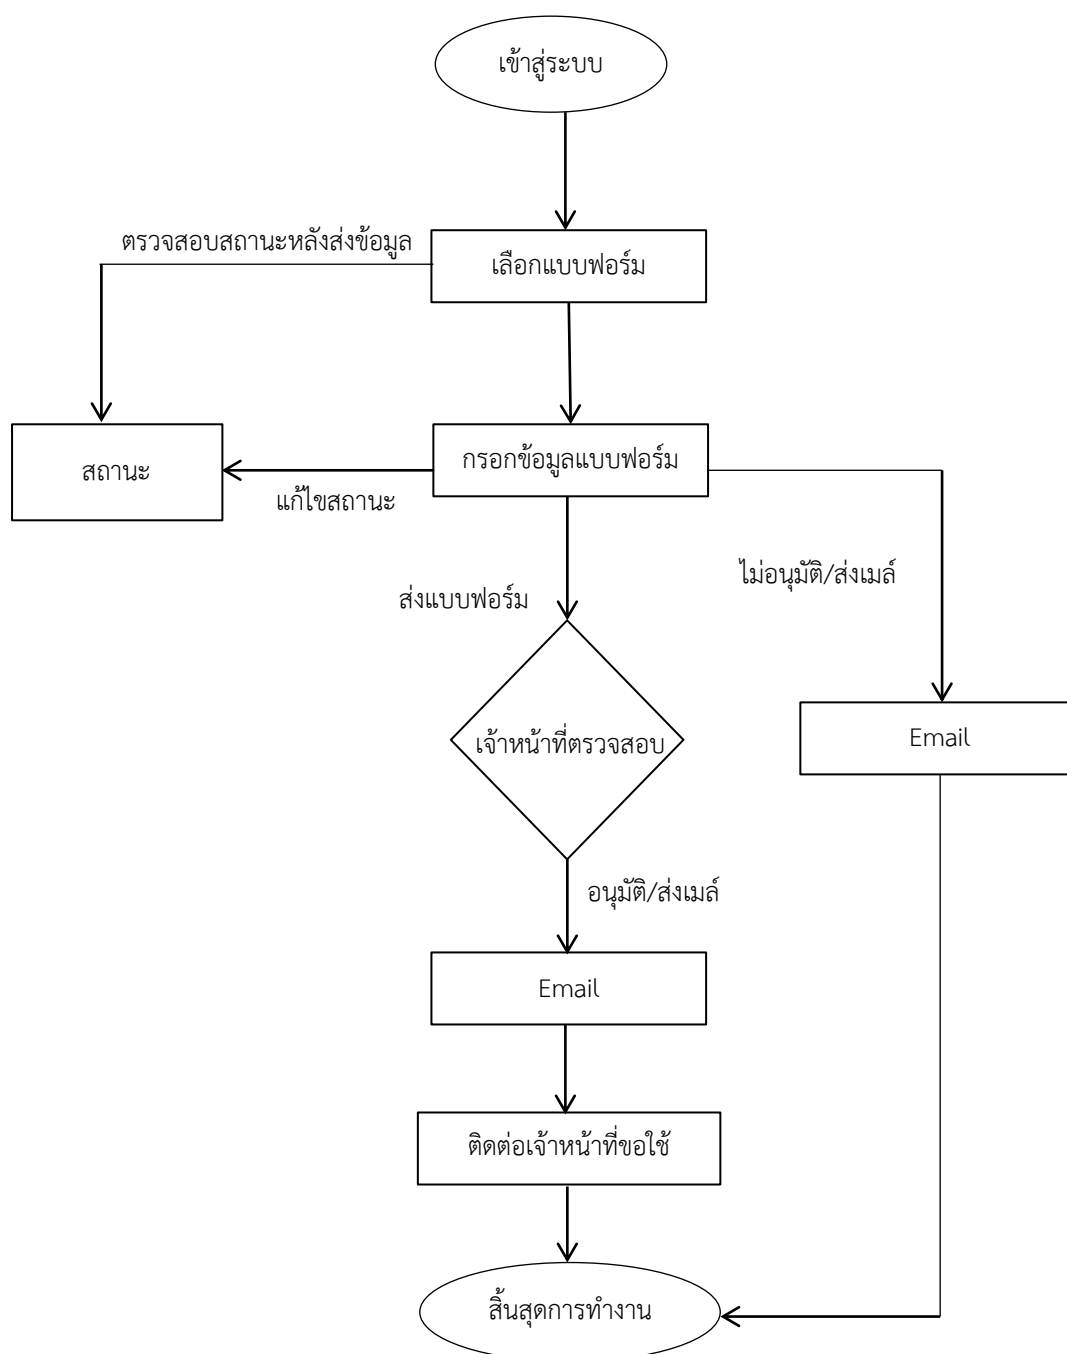 เข้าสู่ระบบ
ตรวจสอบสถานะหลังส่งข้อมูล
เลือกแบบฟอร์ม
กรอกข้อมูลแบบฟอร์ม
สถานะ
แก้ไขสถานะ
ไม่อนุมัติ/ส่งเมล์
ส่งแบบฟอร์ม
เจ้าหน้าที่ตรวจสอบ
Email
อนุมัติ/ส่งเมล์
Email
ติดต่อเจ้าหน้าที่ขอใช้
สิ้นสุดการทำงาน